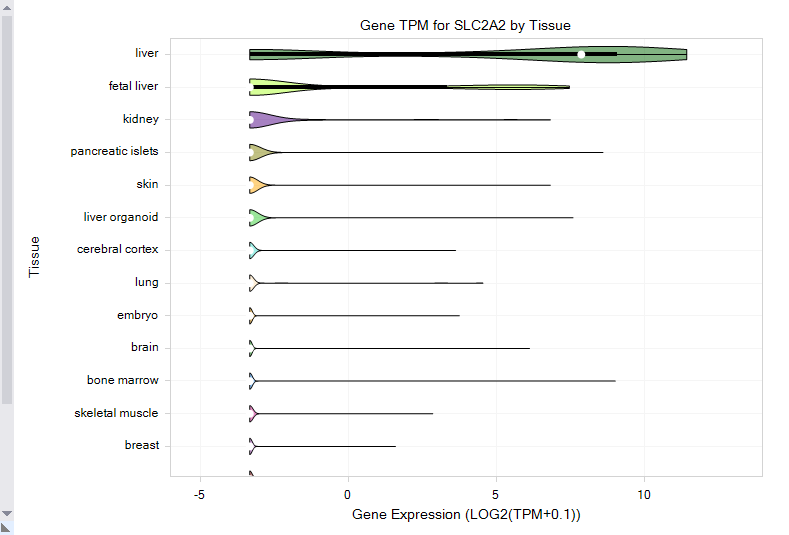 Gene TPM for SLC2A2 by Tissue
liver
fetal liver
kidney
pancreatic islets
skin
liver organoid
cerebral cortex
lung
embryo
brain
bone marrow
skeletal muscle
breast
Tissue
-5 0 5 10
Gene Expression (LOG2(TPM+0.1))